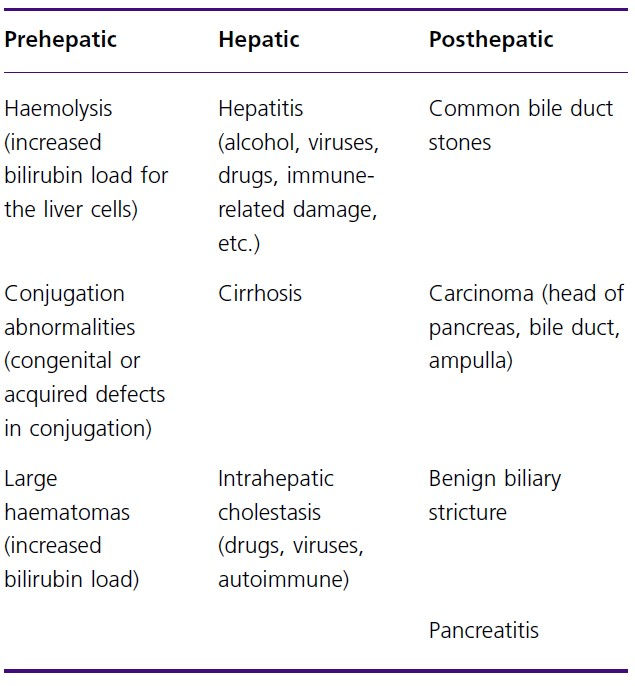 Prehepatic Hepatic Posthepatic
Haemolysis
(increased
bilirubin load for
the liver cells)
Hepatitis
(alcohol, viruses,
drugs, immune-
related damage,
etc.)
Common bile duct
stones
Conjugation
abnormalities
(congenital or
acquired defects
in conjugation)
Cirrhosis
Carcinoma (head of
pancreas, bile duct,
ampulla)
Large
haematomas
(increased
bilirubin load)
Intrahepatic
cholestasis
(drugs, viruses,
autoimmune)
Benign biliary
stricture
Pancreatitis